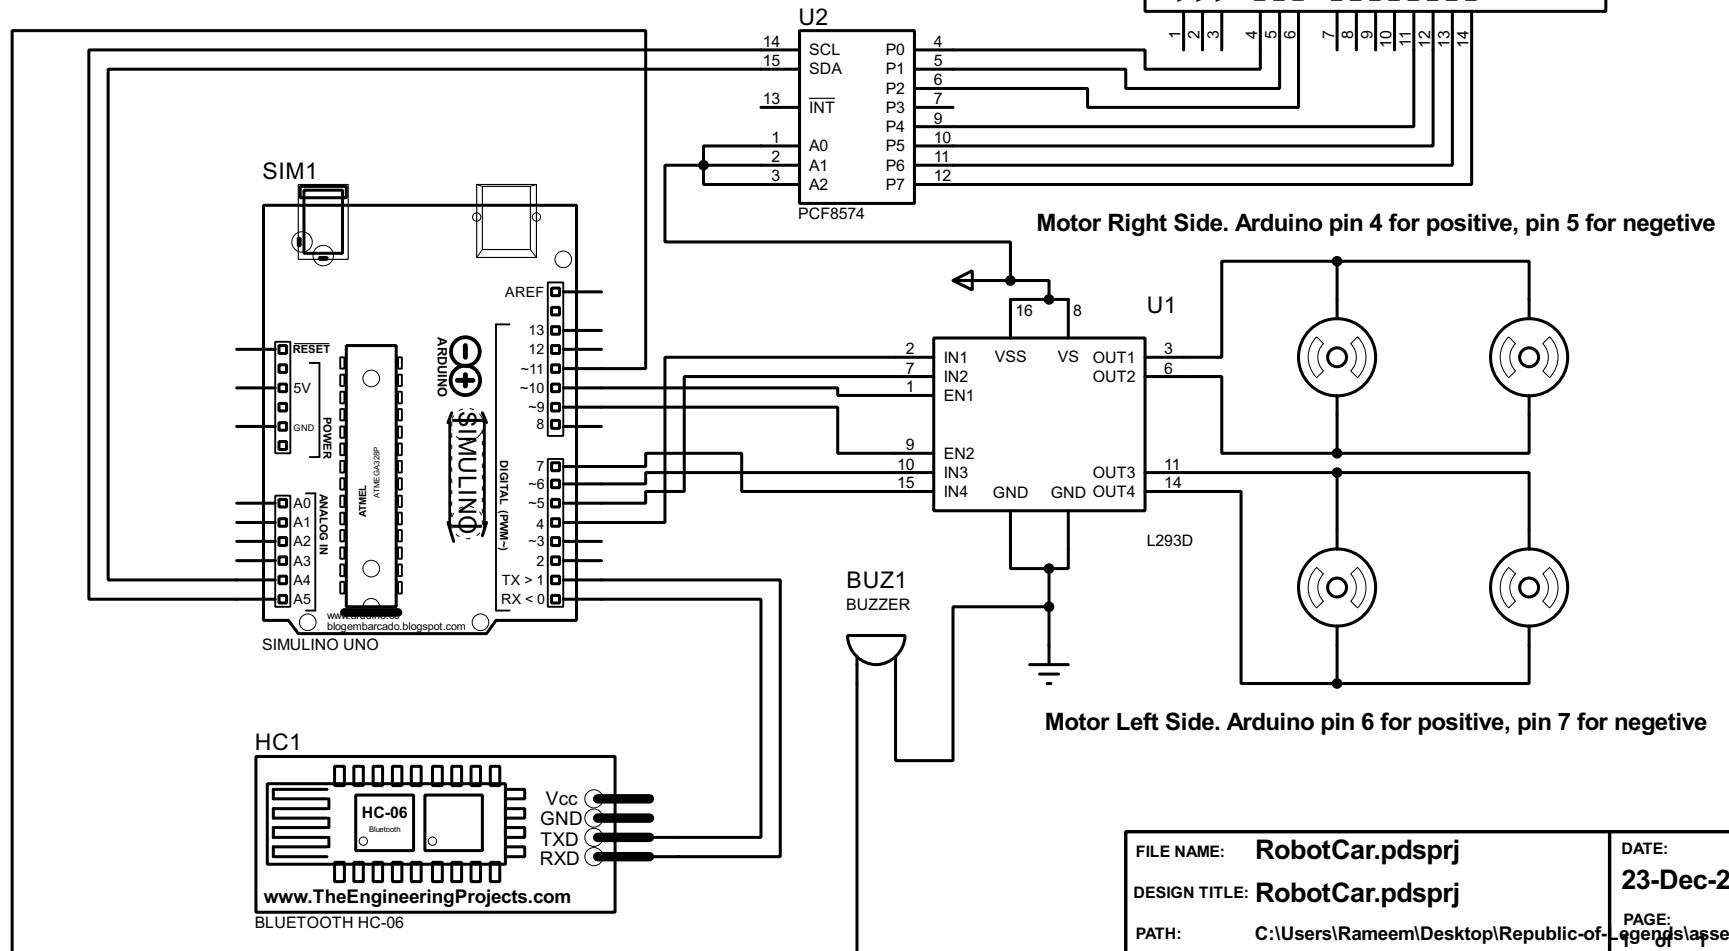 U2
1 2 3 4 5 6 7 8 9 10 11 12 13 14
14 SCL P0 4
15 SDA P1 5
P2 6
13 INT P3 7
P4 9
1 A0 P5 10
2 A1 P6 11
3 A2 P7 12
PCF8574
Motor Right Side. Arduino pin 4 for positive, pin 5 for negetive
SIM1
AREF
13
12
~11
~10
~9
8
RESET
5V
GND
POWER
ARDUINO
SIMULINO
ATMEL
ATMEGA328P
DIGITAL (PWM~)
7
~6
~5
4
~3
2
TX > 1
RX < 0
ANALOG IN
A0
A1
A2
A3
A4
A5
blogembarcado.blogspot.com
SIMULINO UNO
U1
16 8
2 IN1 VSS VS OUT1 3
7 IN2 OUT2 6
1 EN1
9 EN2
10 IN3 OUT3 11
15 IN4 GND GND OUT4 14
L293D
BUZ1
BUZZER
Motor Left Side. Arduino pin 6 for positive, pin 7 for negetive
HC1
HC-06
Bluetooth
Vcc
GND
TXD
RXD
www.TheEngineeringProjects.com
BLUETOOTH HC-06
FILE NAME: RobotCar.pdsprj
DATE:
23-Dec-2
DESIGN TITLE: RobotCar.pdsprj
PAGE:
PATH: C:\Users\Rameem\Desktop\Republic-of-Legends\asse